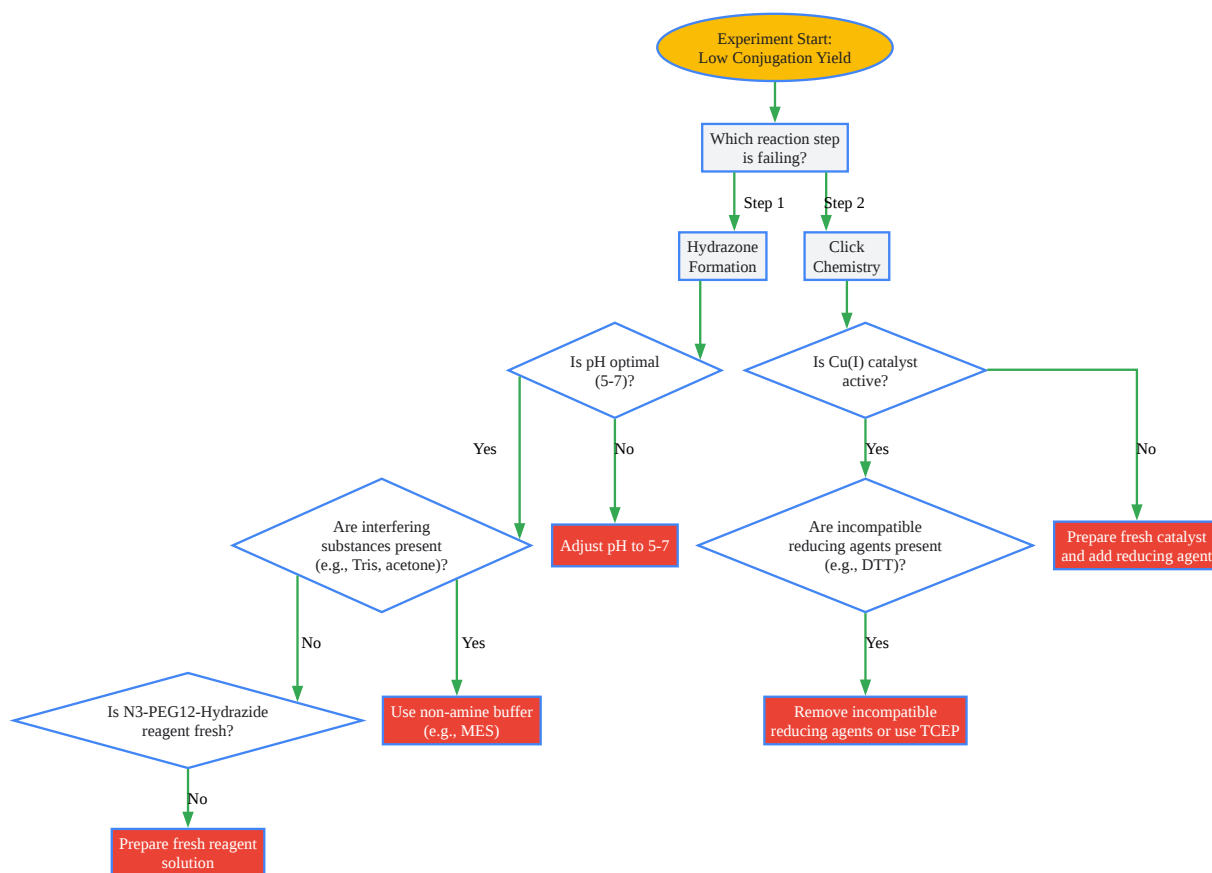 Experiment Start:
Low Conjugation Yield
Which reaction step
is failing?
Step 1
Step 2
Hydrazone
Formation
Click
Chemistry
Is pH optimal
(5-7)?
Is Cu(I) catalyst
active?
Yes
No
Yes
No
Are interfering
substances present
(e.g., Tris, acetone)?
Adjust pH to 5-7
Are incompatible
reducing agents present
(e.g., DTT)?
Prepare fresh catalyst
and add reducing agent
No
Yes
Yes
Is N3-PEG12-Hydrazide
reagent fresh?
Use non-amine buffer
(e.g., MES)
Remove incompatible
reducing agents or use TCEP
No
Prepare fresh reagent
solution